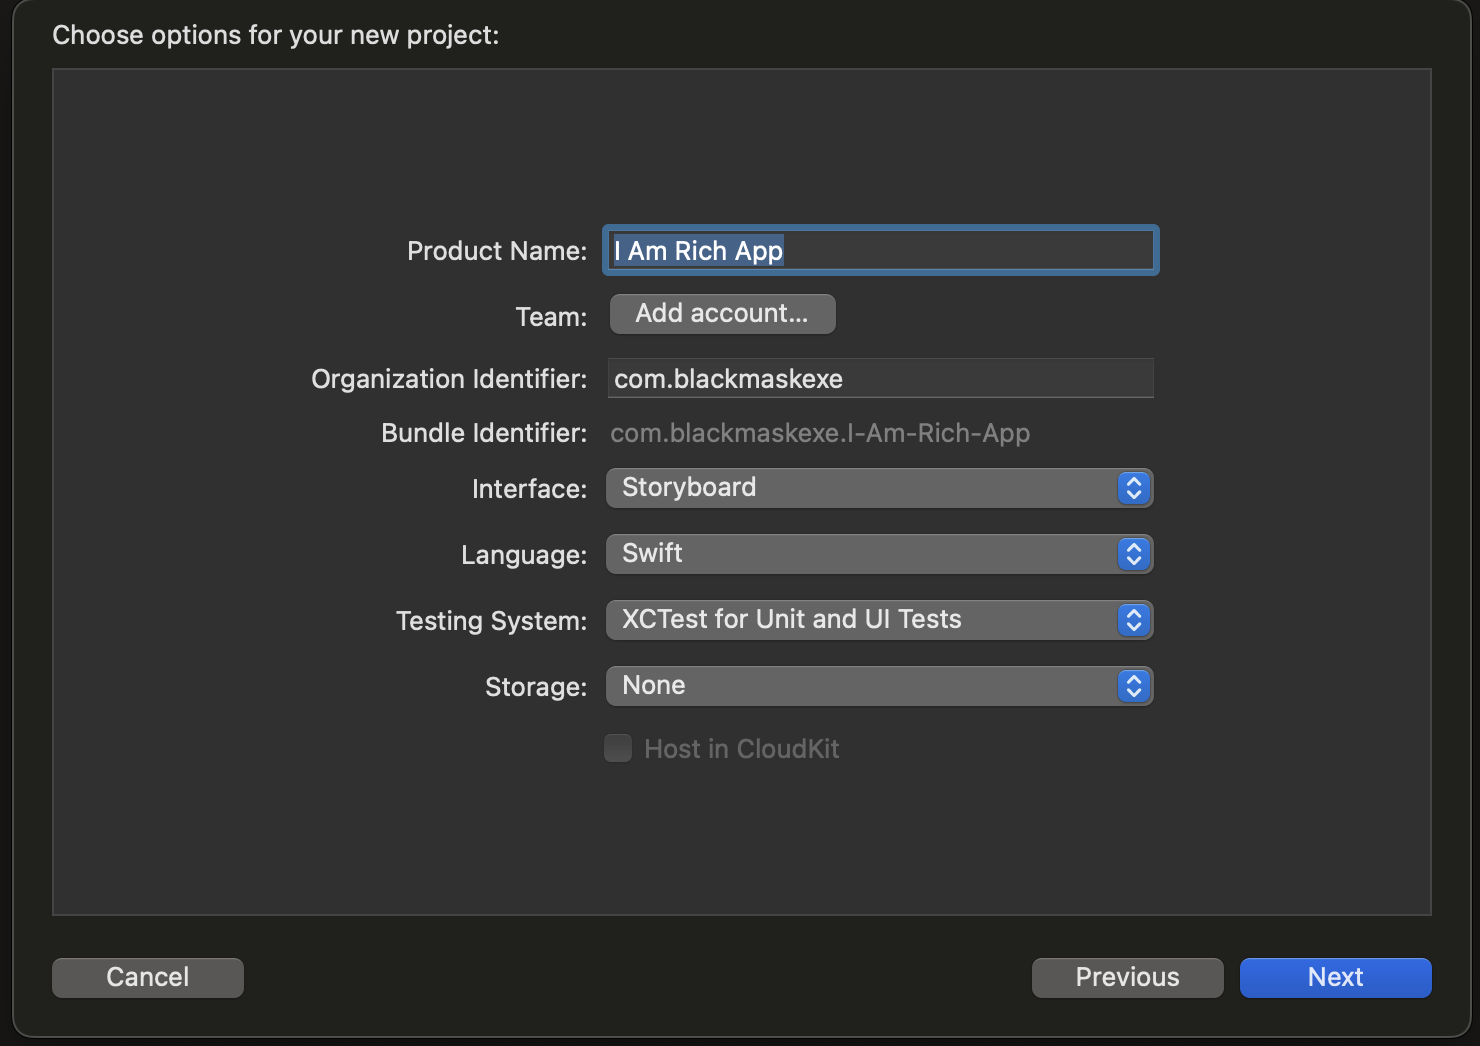 Choose options for your new project:
Product Name: I Am Rich App
Team: Add account...
Organization Identifier: com.blackmaskexe
Bundle Identifier: com.blackmaskexe.I-Am-Rich-App
Interface: Storyboard
Language: Swift
Testing System: XCTest for Unit and UI Tests
Storage: None
Host in CloudKit
Cancel Previous Next